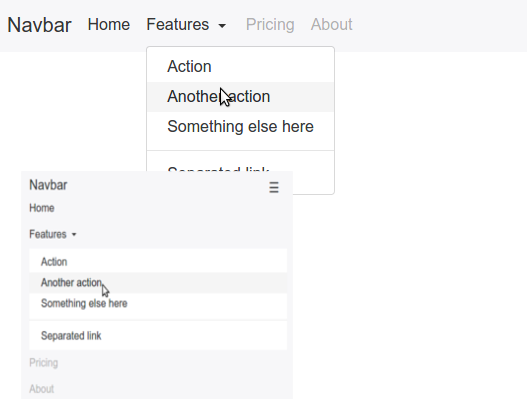 Navbar Home Features Pricing About
Action
Another action
Something else here
Separated link
Navbar
Home
Features
Action
Another action
Something else here
Separated link
Pricing
About